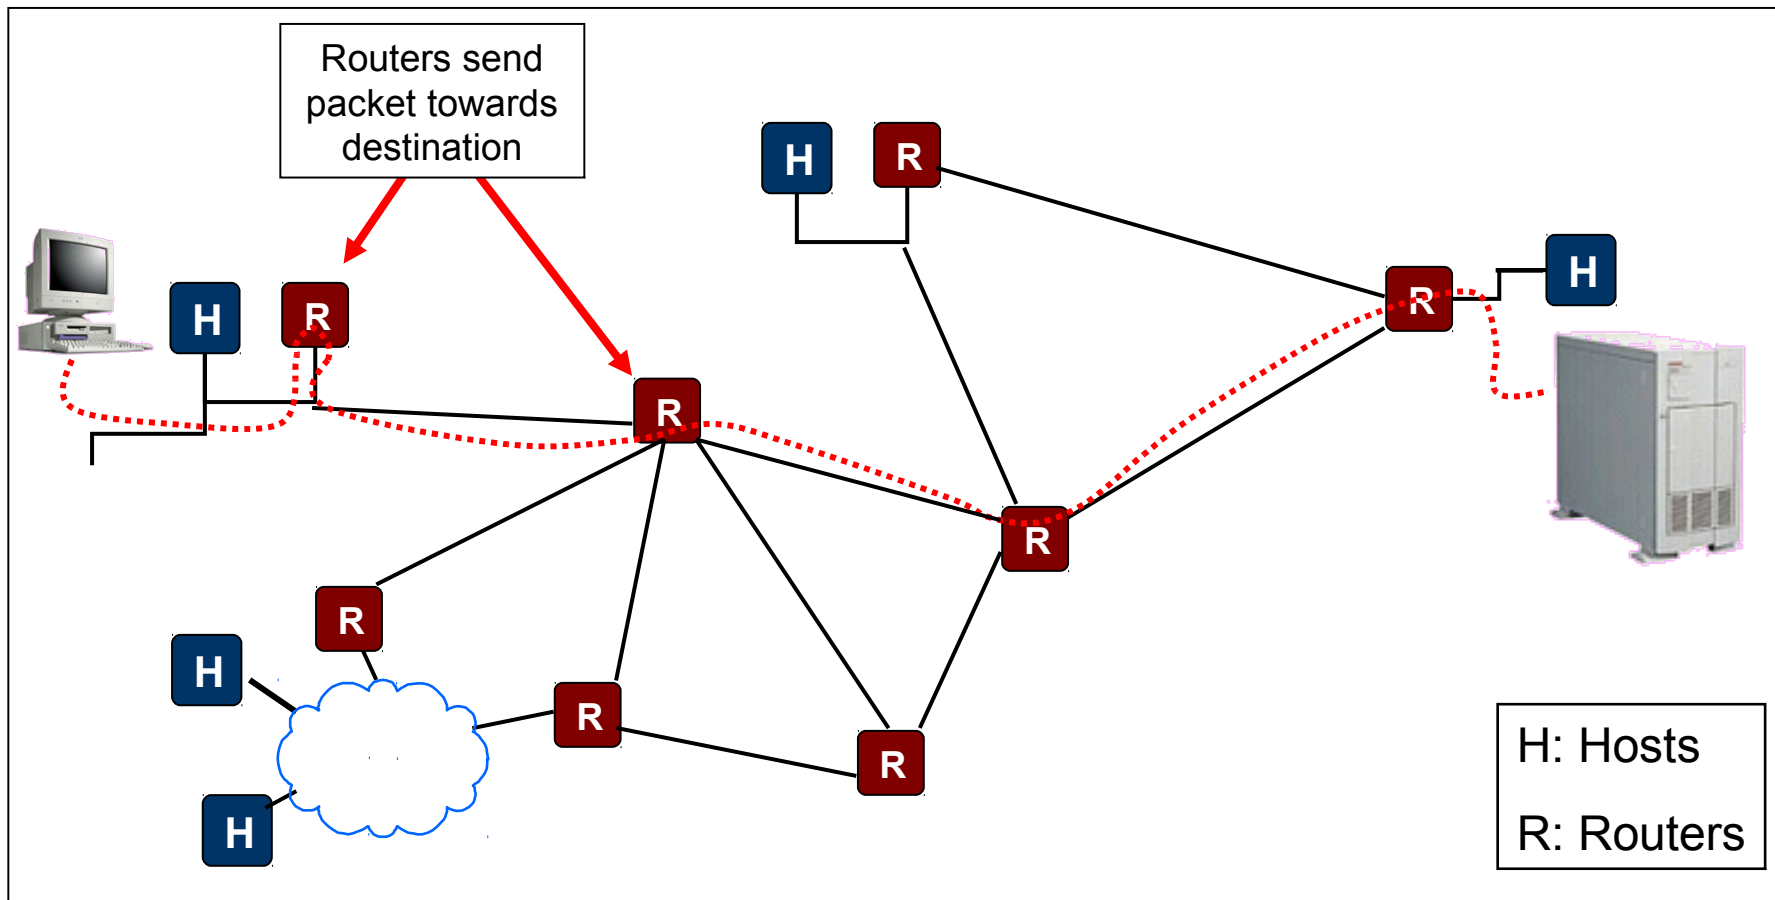 Routers send
packet towards
destination
H
R
H
H
R
R
R
R
R
H
R
R
H
H: Hosts
R: Routers